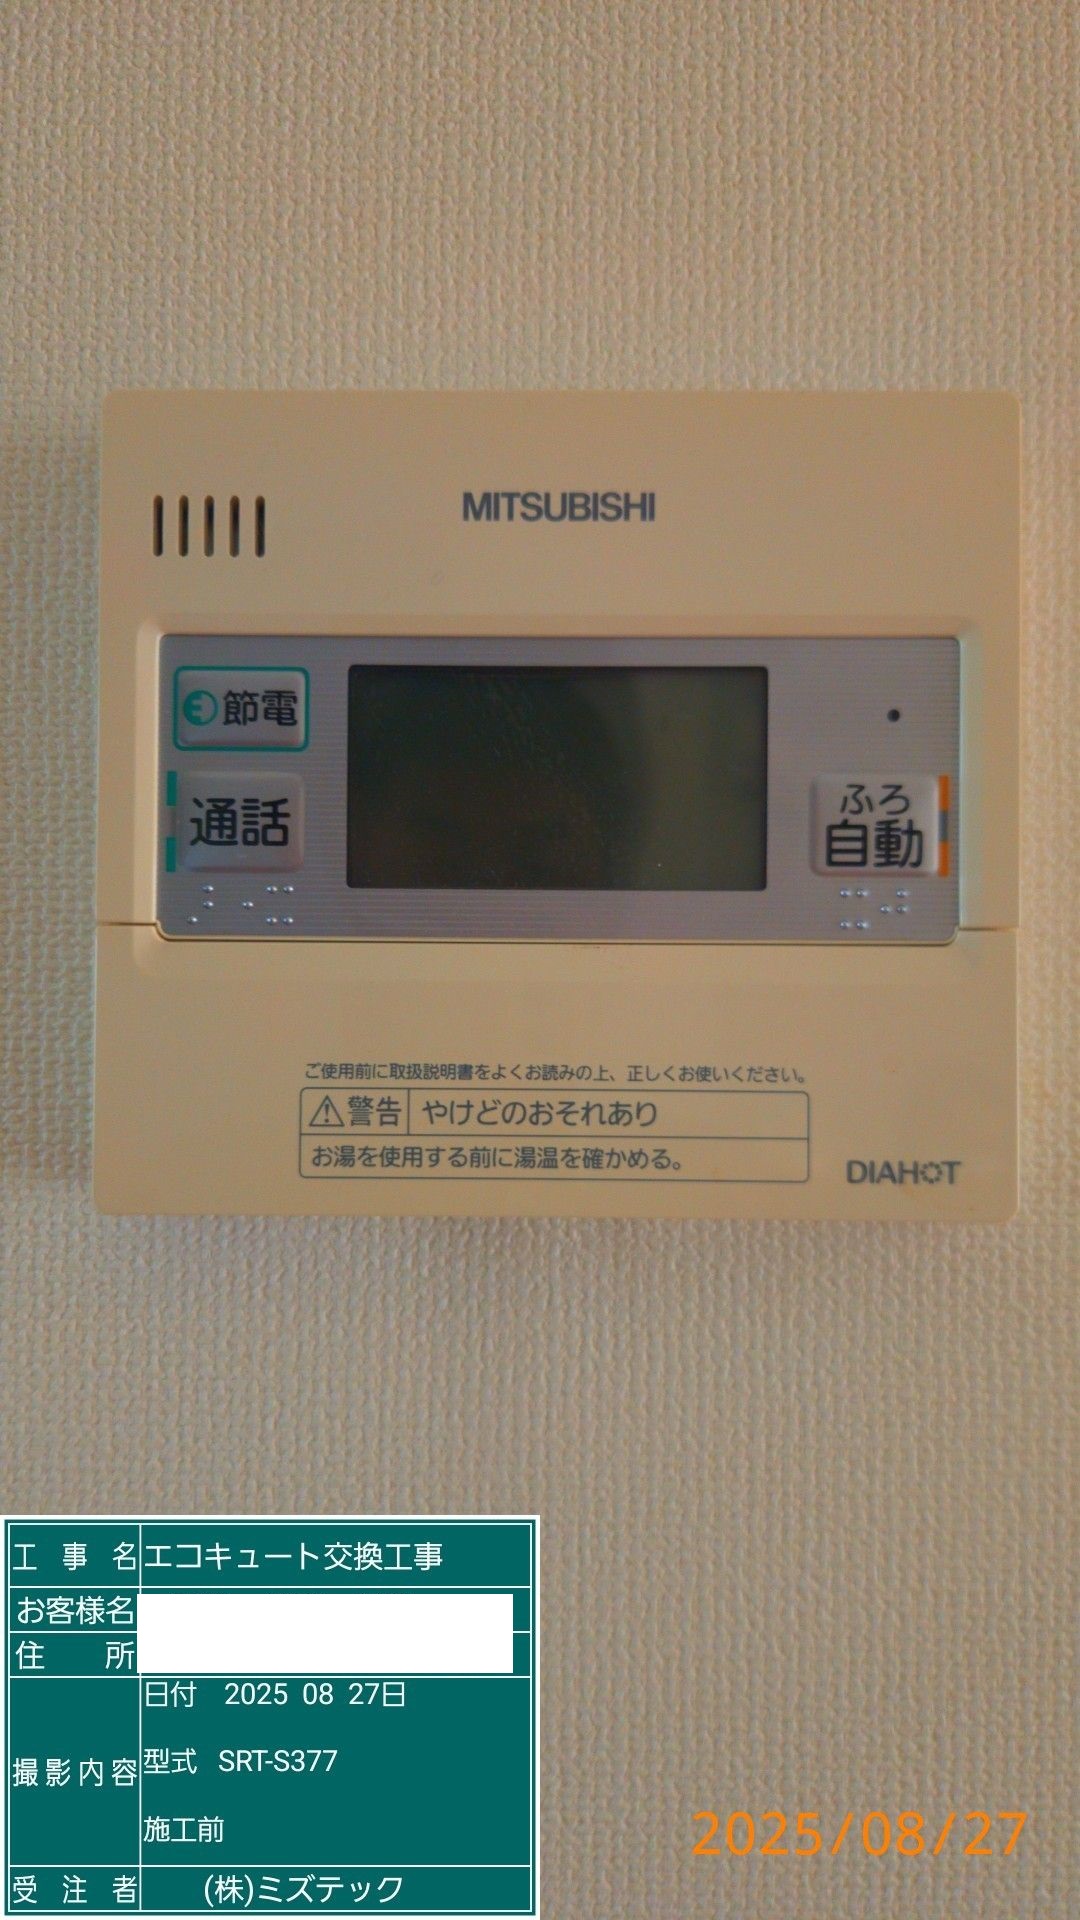 MITSUBISHI
節電
通話
ふろ
自動
ご使用前に取扱説明書をよくお読みの上、正しくお使いください。
⚠警告 やけどのおそれあり
お湯を使用する前に湯温を確かめる。
DIAHOT
工事名 エコキュート交換工事
お客様名
住所
撮影内容
日付 2025 08 27日
型式 SRT-S377
施工前
受注者 (株)ミズテック
2025/08/27